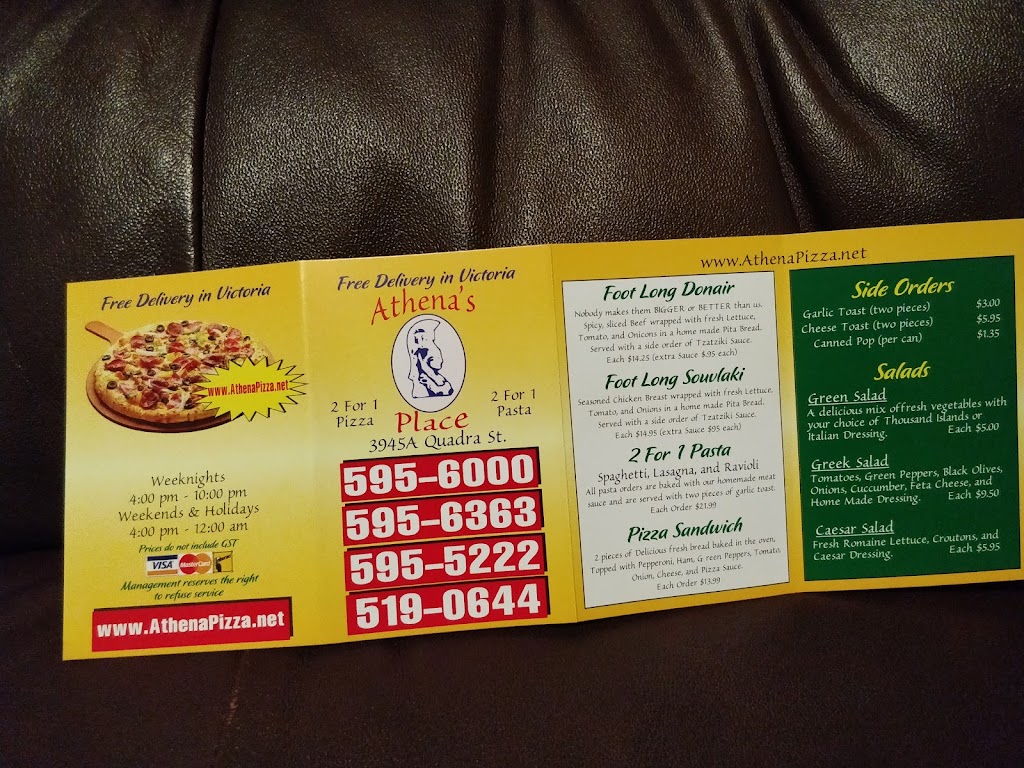 Free Delivery in Victoria
www.AthenaPizza.net
Weeknights
4:00 pm - 10:00 pm
Weekends & Holidays
4:00 pm - 12:00 am
Prices do not include GST
VISA MasterCard
Management reserves the right
to refuse service
www.AthenaPizza.net
Free Delivery in Victoria
Athena's
2 For 1
Pizza
2 For 1
Pasta
Place
3945A Quadra St.
595-6000
595-6363
595-5222
519-0644
www.AthenaPizza.net
Foot Long Donair
Nobody makes them BIGGER or BETTER than us.
Spicy, sliced Beef wrapped with fresh Lettuce,
Tomato, and Onions in a home made Pita Bread.
Served with a side order of Tzatziki Sauce.
Each $14.25 (extra Sauce $.95 each)
Foot Long Souvlaki
Seasoned Chicken Breast wrapped with fresh Lettuce,
Tomato, and Onions in a home made Pita Bread.
Served with a side order of Tzatziki Sauce.
Each $14.95 (extra Sauce $95 each)
2 For 1 Pasta
Spaghetti, Lasagna, and Ravioli
All pasta orders are baked with our homemade meat
sauce and are served with two pieces of garlic toast.
Each Order $21.99
Pizza Sandwich
2 pieces of Delicious fresh bread baked in the oven,
Topped with Pepperoni, Ham, G reen Peppers, Tomato,
Onion, Cheese, and Pizza Sauce.
Each Order $13.99
Side Orders
Garlic Toast (two pieces) $3.00
Cheese Toast (two pieces) $5.95
Canned Pop (per can) $1.35
Salads
Green Salad
A delicious mix of fresh vegetables with
your choice of Thousand Islands or
Italian Dressing. Each $5.00
Greek Salad
Tomatoes, Green Peppers, Black Olives,
Onions, Cuccumber, Feta Cheese, and
Home Made Dressing. Each $9.50
Caesar Salad
Fresh Romaine Lettuce, Croutons, and
Caesar Dressing. Each $5.95